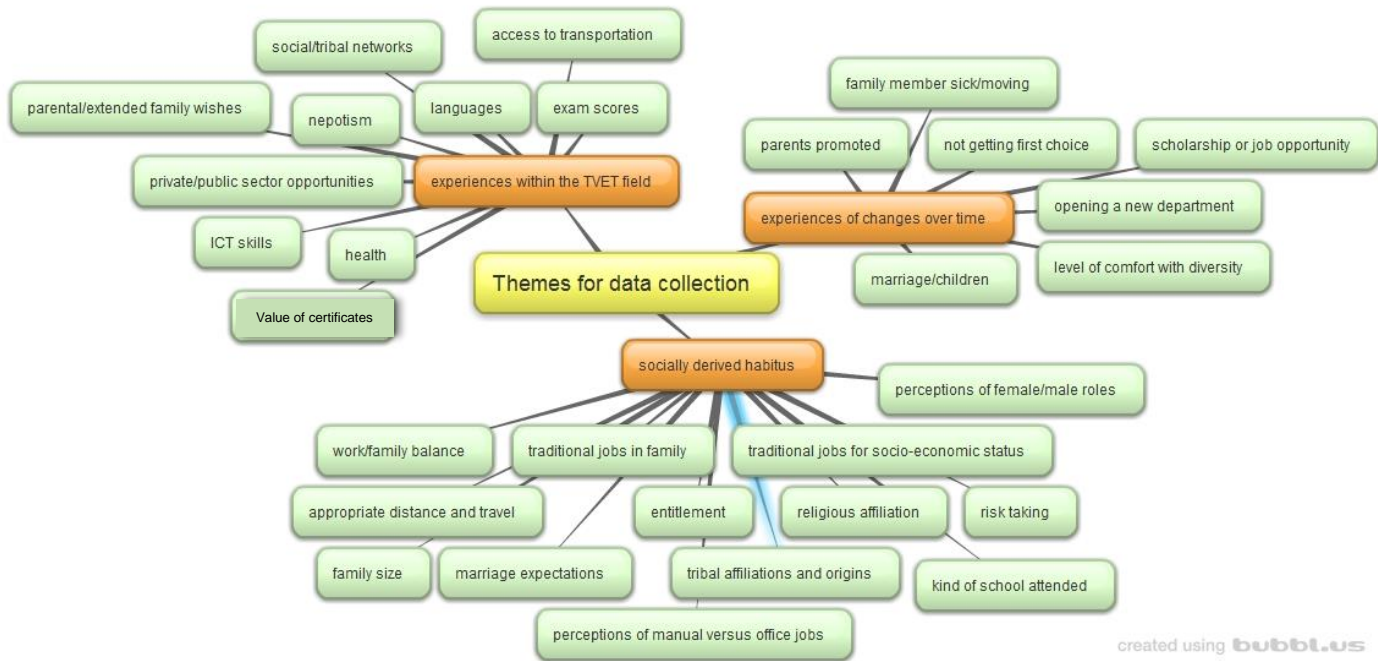 access to transportation
social/tribal networks
family member sick/moving
parental/extended family wishes
nepotism
languages
exam scores
parents promoted
not getting first choice
scholarship or job opportunity
private/public sector opportunities
experiences within the TVET field
experiences of changes over time
opening a new department
ICT skills
health
marriage/children
level of comfort with diversity
Value of certificates
Themes for data collection
socially derived habitus
perceptions of female/male roles
work/family balance
traditional jobs in family
traditional jobs for socio-economic status
appropriate distance and travel
entitlement
religious affiliation
risk taking
family size
marriage expectations
tribal affiliations and origins
kind of school attended
perceptions of manual versus office jobs
created using bubbl.us